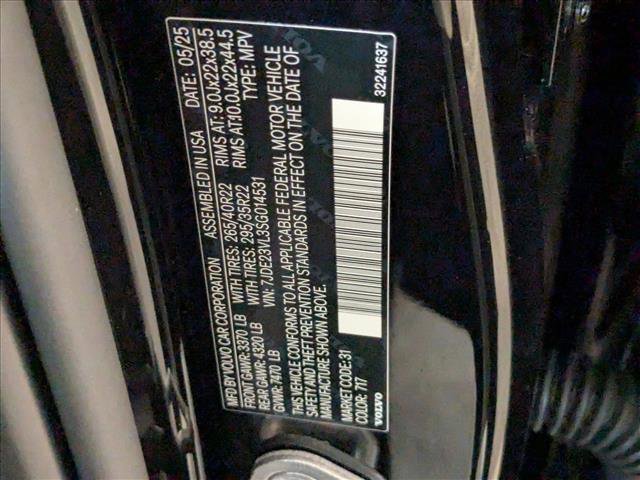 MFD BY VOLVO CAR CORPORATION ASSEMBLED IN USA DATE: 05/25
FRONT GAWR: 3370 LB WITH TIRES: 265/40R22 RIMS AT: 9.0Jx22x38.5
REAR GAWR: 4320 LB WITH TIRES: 295/35R22 RIMS AT:10.0Jx22x44.5
GVWR: 7470 LB VIN: 7JDE23VL3SG014531 TYPE: MPV
THIS VEHICLE CONFORMS TO ALL APPLICABLE FEDERAL MOTOR VEHICLE
SAFETY AND THEFT PREVENTION STANDARDS IN EFFECT ON THE DATE OF
MANUFACTURE SHOWN ABOVE.
MARKET CODE:31
COLOR: 717
VOLVO 32241637